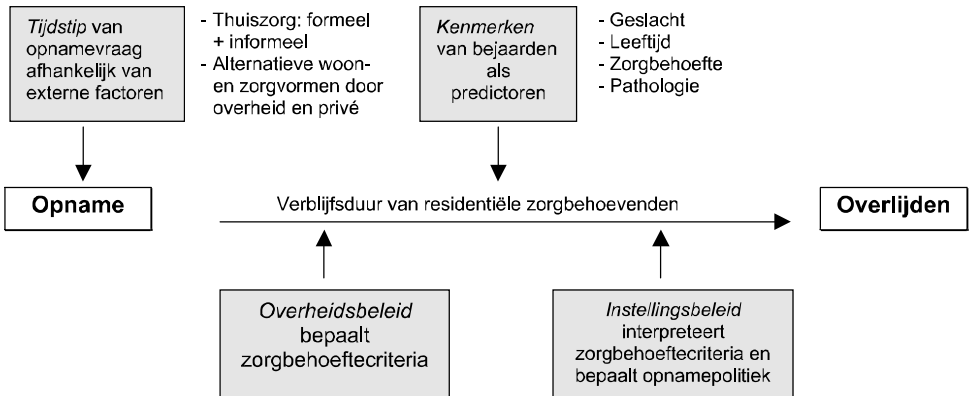 Tijdstip van
opnamevraag
afhankelijk van
externe factoren
- Thuiszorg: formeel
+ informeel
- Alternatieve woon-
en zorgvormen door
overheid en privé
Kenmerken
van bejaarden
als
predictoren
- Geslacht
- Leeftijd
- Zorgbehoefte
- Pathologie
Opname
Verblijfsduur van residentiële zorgbehoevenden
Overlijden
Overheidsbeleid
bepaalt
zorgbehoeftecriteria
Instellingsbeleid
interpreteert
zorgbehoeftecriteria en
bepaalt opnamepolitiek